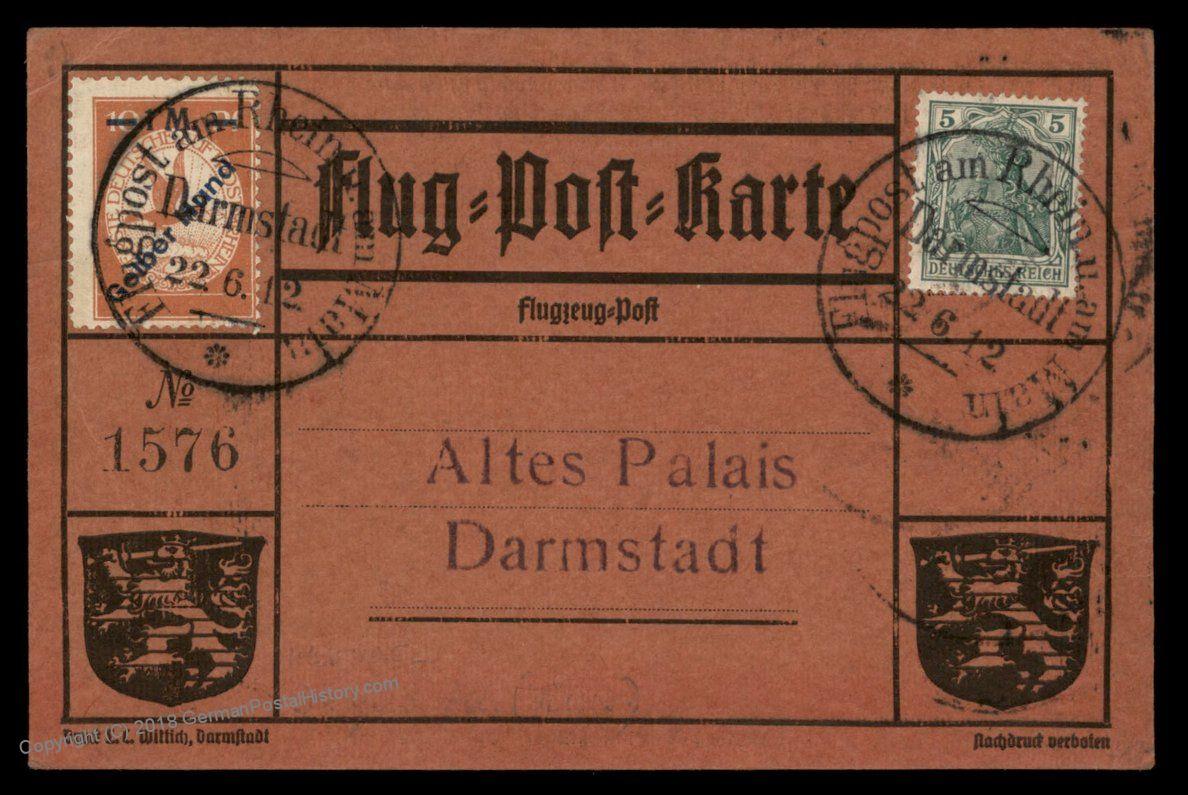 1 M
Gelber Hund
Flugpost am Rhein u. am Main
Darmstadt
22. 6. 12
Flug=Post=Karte
5 5
DEUTSCHES REICH
Flugpost am Rhein u. am Main
Darmstadt
22. 6. 12
Flugzeug=Post
No
1576
Altes Palais
Darmstadt
Copyright (C) 2018 GermanPostalHistory.com
L. C. Wittich, Darmstadt
Nachdruck verboten